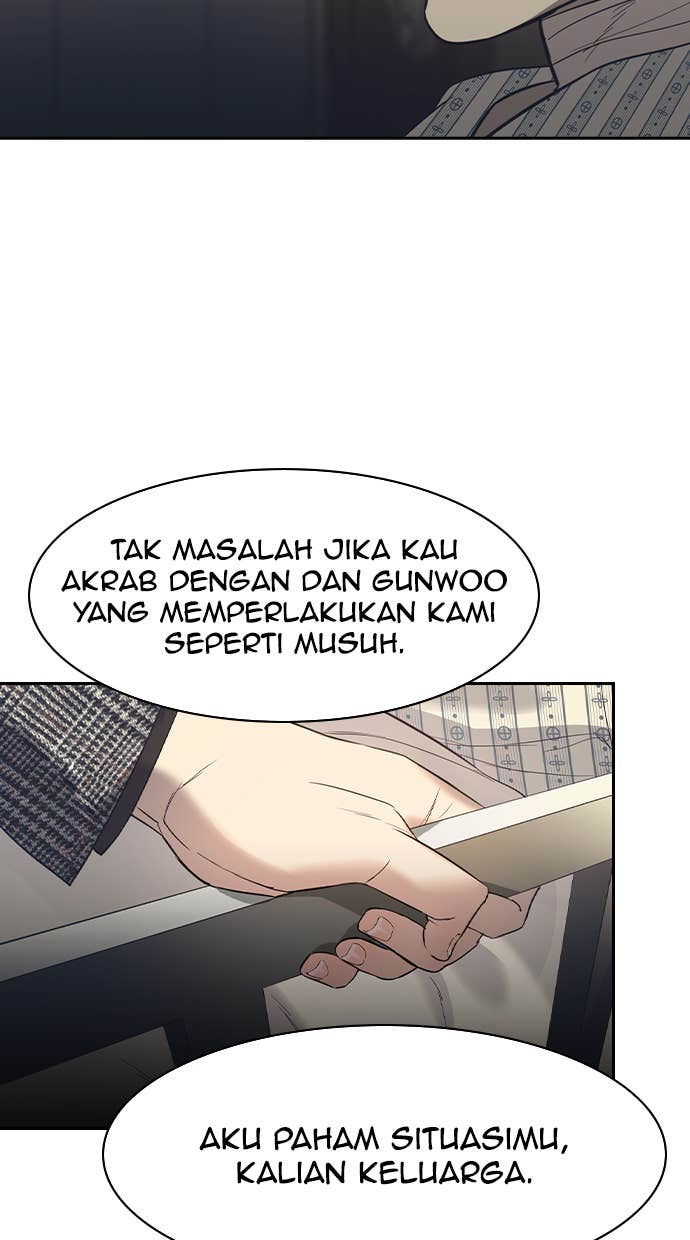 TAK MASALAH JIKA KAU
AKRAB DENGAN DAN GUNWOO
YANG MEMPERLAKUKAN KAMI
SEPERTI MUSUH.
AKU PAHAM SITUASIMU,
KALIAN KELUARGA.